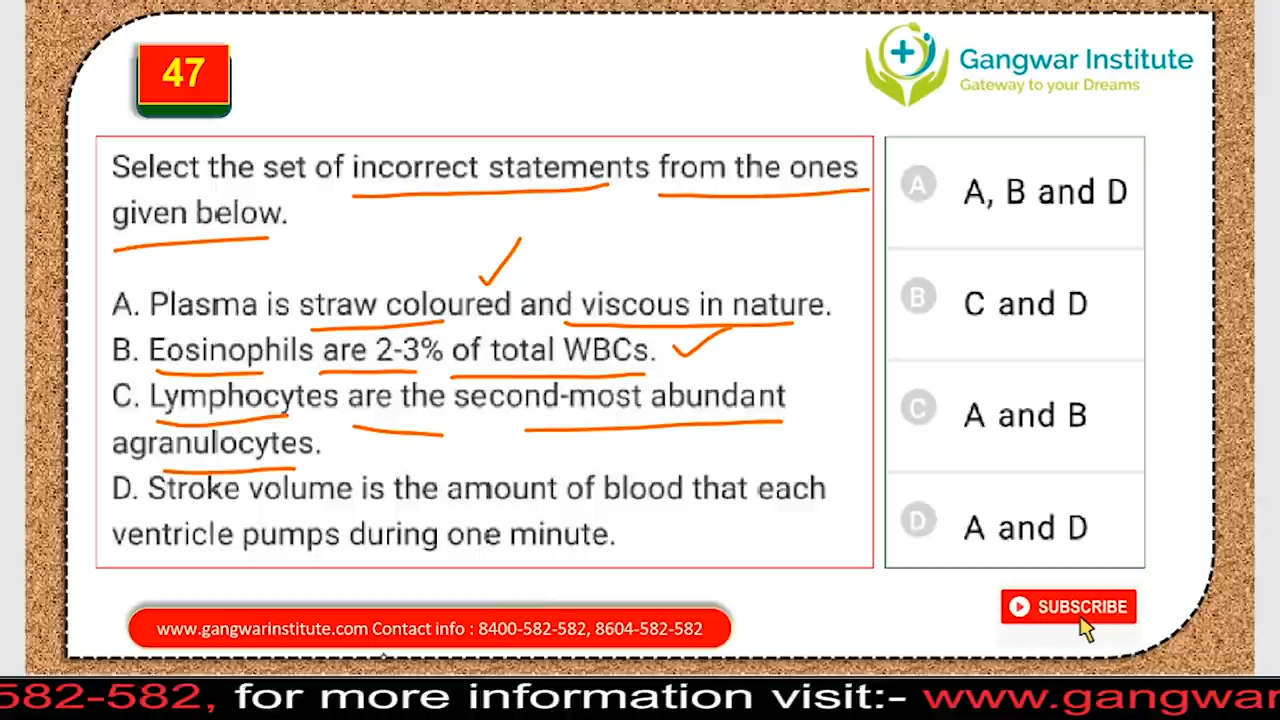 47
Gangwar Institute
Gateway to your Dreams
Select the set of incorrect statements from the ones
given below.
A. Plasma is straw coloured and viscous in nature.
B. Eosinophils are 2-3% of total WBCs.
C. Lymphocytes are the second-most abundant
agranulocytes.
D. Stroke volume is the amount of blood that each
ventricle pumps during one minute.
A A, B and D
B C and D
C A and B
D A and D
SUBSCRIBE
www.gangwarinstitute.com Contact info : 8400-582-582, 8604-582-582
582-582, for more information visit:- www.gangwar